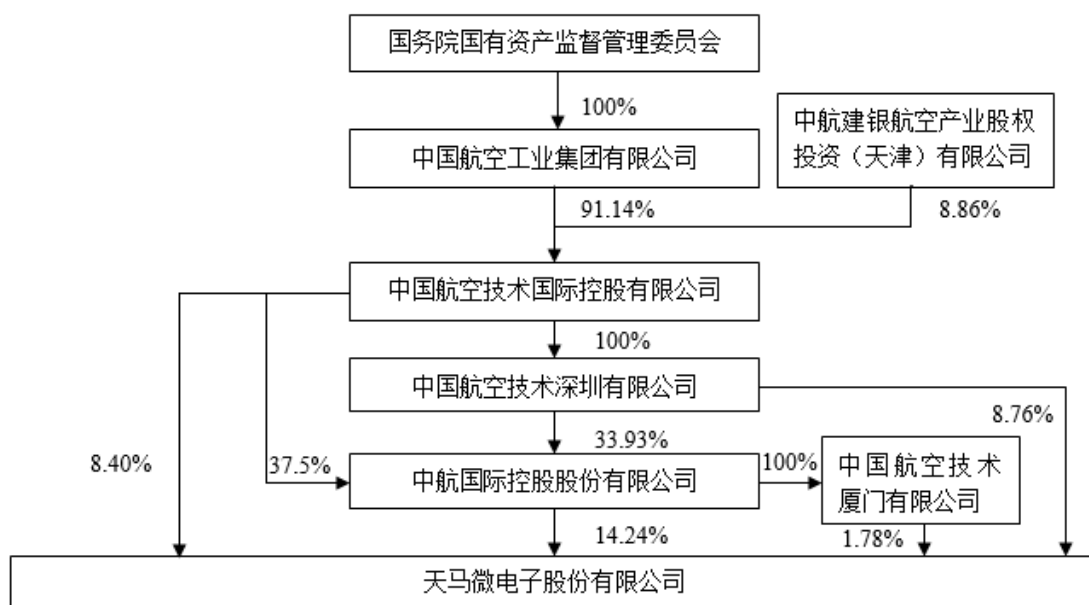 国务院国有资产监督管理委员会
100%
中国航空工业集团有限公司
中航建银航空产业股权
投资（天津）有限公司
91.14%
8.86%
中国航空技术国际控股有限公司
100%
中国航空技术深圳有限公司
8.76%
33.93%
8.40%
37.5%
中航国际控股股份有限公司
100%
中国航空技术
厦门有限公司
14.24%
1.78%
天马微电子股份有限公司